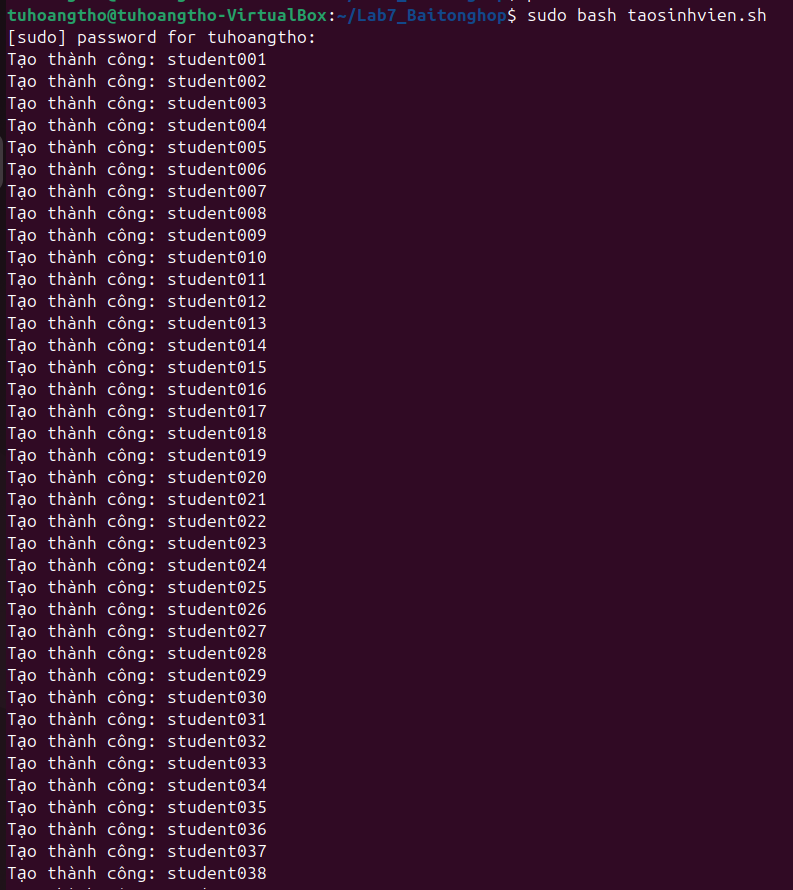 tuhoangtho@tuhoangtho-VirtualBox:~/Lab7_Baitonghop$ sudo bash taosinhvien.sh
[sudo] password for tuhoangtho:
Tạo thành công: student001
Tạo thành công: student002
Tạo thành công: student003
Tạo thành công: student004
Tạo thành công: student005
Tạo thành công: student006
Tạo thành công: student007
Tạo thành công: student008
Tạo thành công: student009
Tạo thành công: student010
Tạo thành công: student011
Tạo thành công: student012
Tạo thành công: student013
Tạo thành công: student014
Tạo thành công: student015
Tạo thành công: student016
Tạo thành công: student017
Tạo thành công: student018
Tạo thành công: student019
Tạo thành công: student020
Tạo thành công: student021
Tạo thành công: student022
Tạo thành công: student023
Tạo thành công: student024
Tạo thành công: student025
Tạo thành công: student026
Tạo thành công: student027
Tạo thành công: student028
Tạo thành công: student029
Tạo thành công: student030
Tạo thành công: student031
Tạo thành công: student032
Tạo thành công: student033
Tạo thành công: student034
Tạo thành công: student035
Tạo thành công: student036
Tạo thành công: student037
Tạo thành công: student038